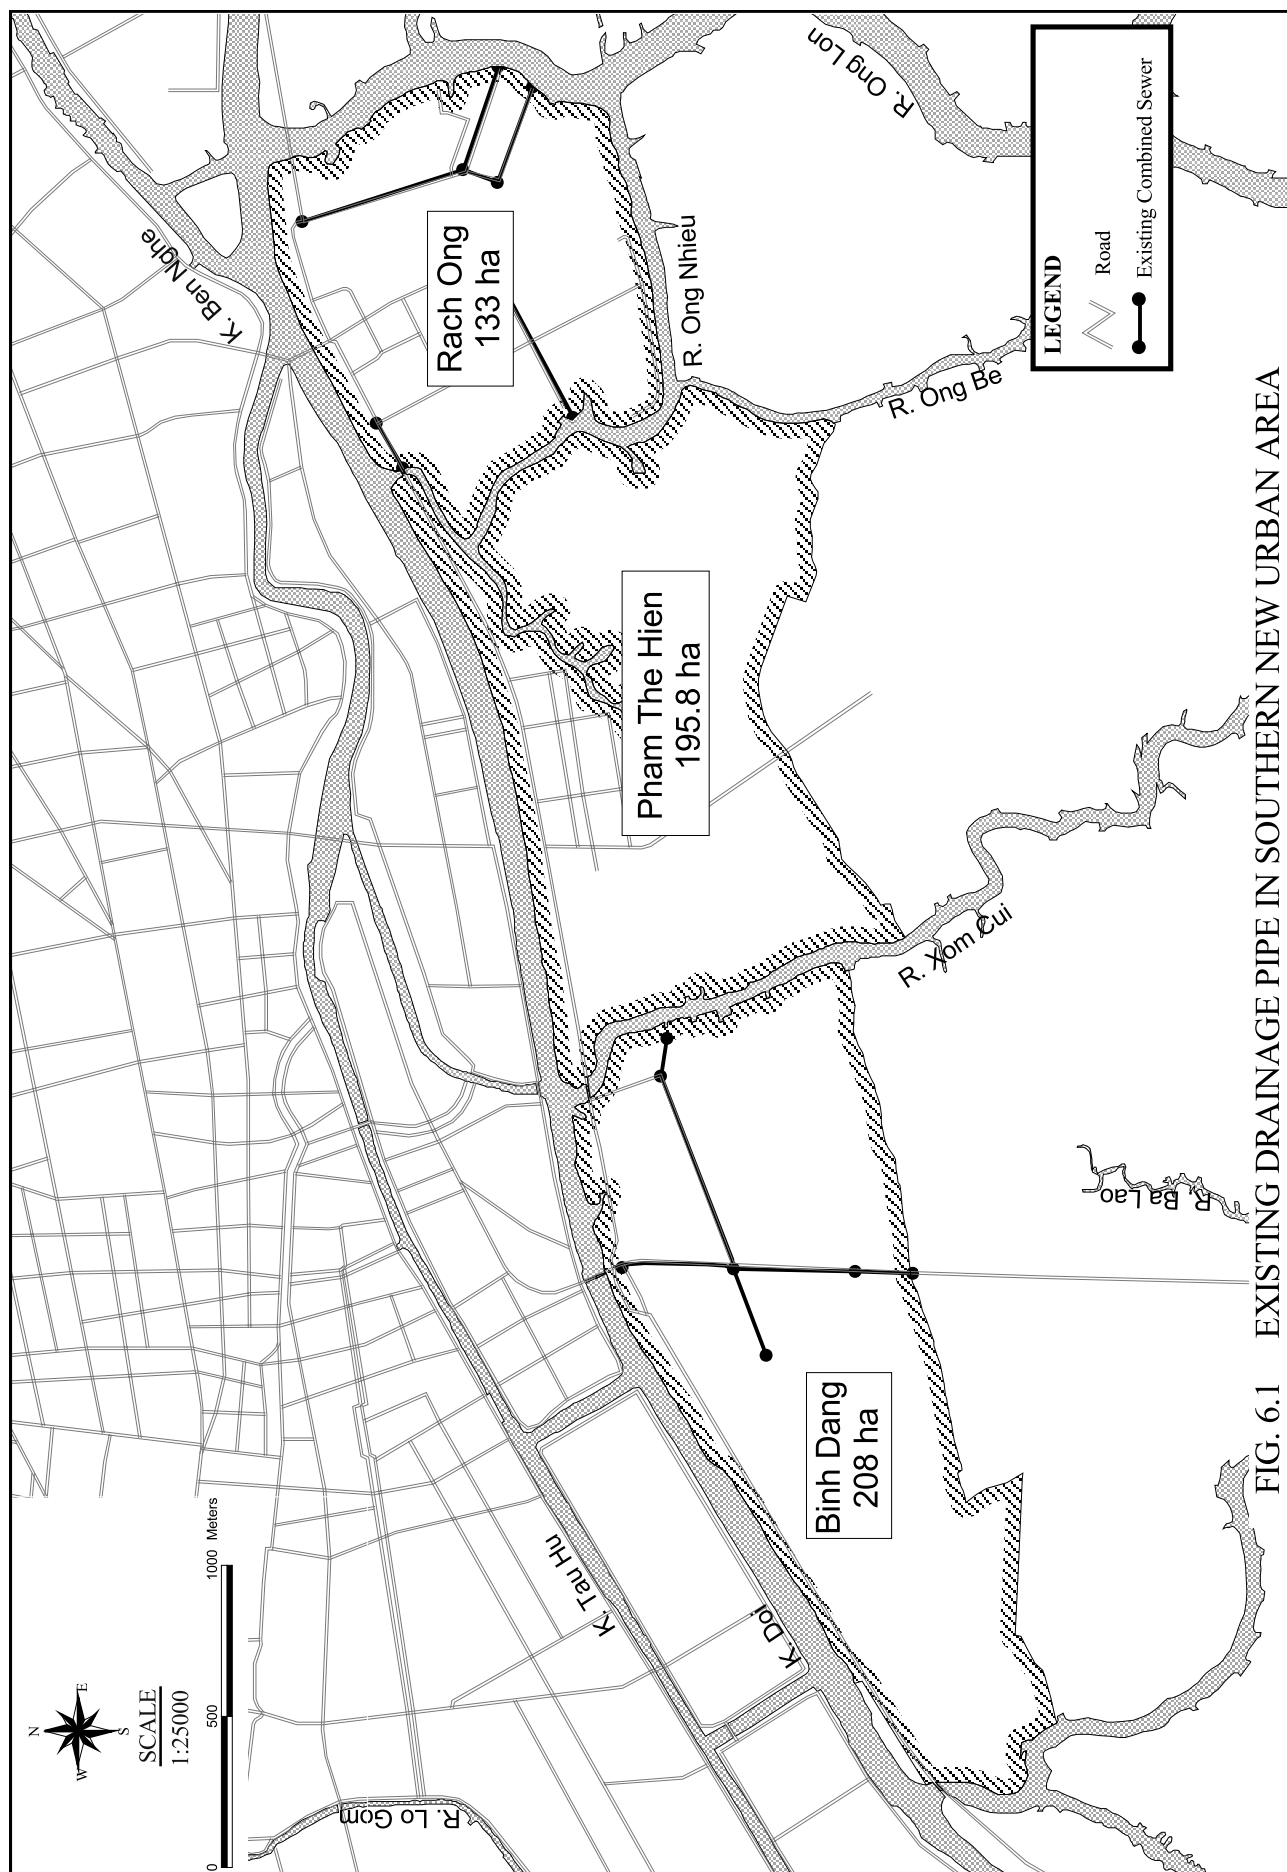 N
W
E
S
SCALE
1:25000
0
500
1000
Meters
R. Lo Gom
K. Tau Hu
K. Doi
K. Ben Nghe
Rach Ong
133 ha
R. Ong Nhieu
R. Ong Lon
Pham The Hien
195.8 ha
R. Ong Be
R. Xom Cui
Binh Dang
208 ha
R. Ba Lao
LEGEND
Road
Existing Combined Sewer
FIG. 6.1 EXISTING DRAINAGE PIPE IN SOUTHERN NEW URBAN AREA